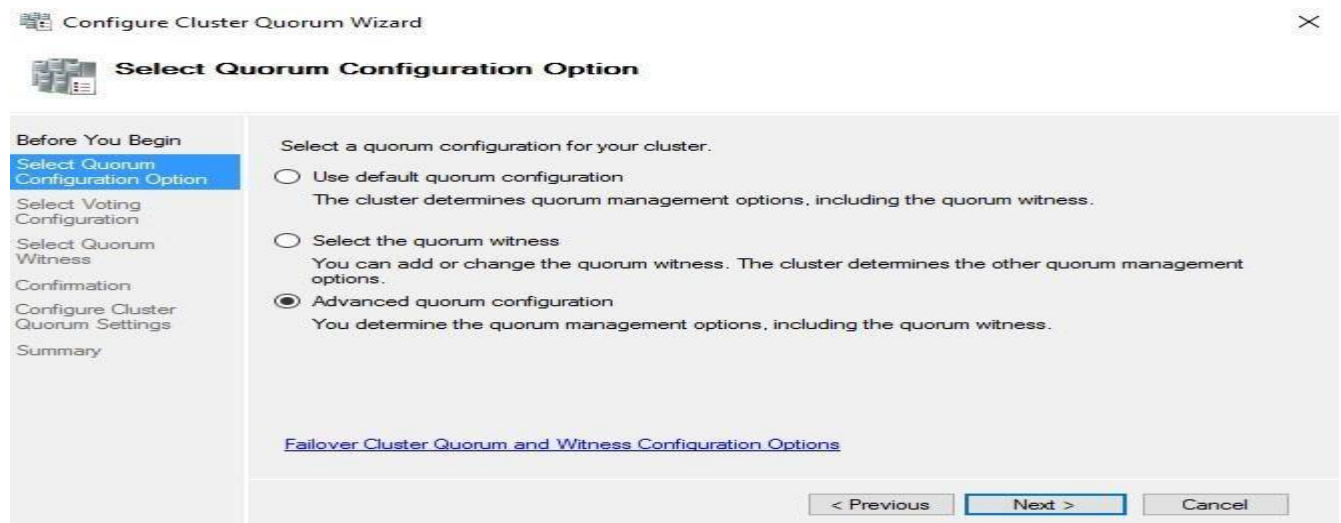 Configure Cluster Quorum Wizard
Select Quorum Configuration Option
Before You Begin
Select Quorum
Configuration Option
Select Voting
Configuration
Select Quorum
Witness
Confirmation
Configure Cluster
Quorum Settings
Summary
Select a quorum configuration for your cluster.
Use default quorum configuration
The cluster determines quorum management options, including the quorum witness.
Select the quorum witness
You can add or change the quorum witness. The cluster determines the other quorum management
options.
Advanced quorum configuration
You determine the quorum management options, including the quorum witness.
Failover Cluster Quorum and Witness Configuration Options
< Previous
Next >
Cancel